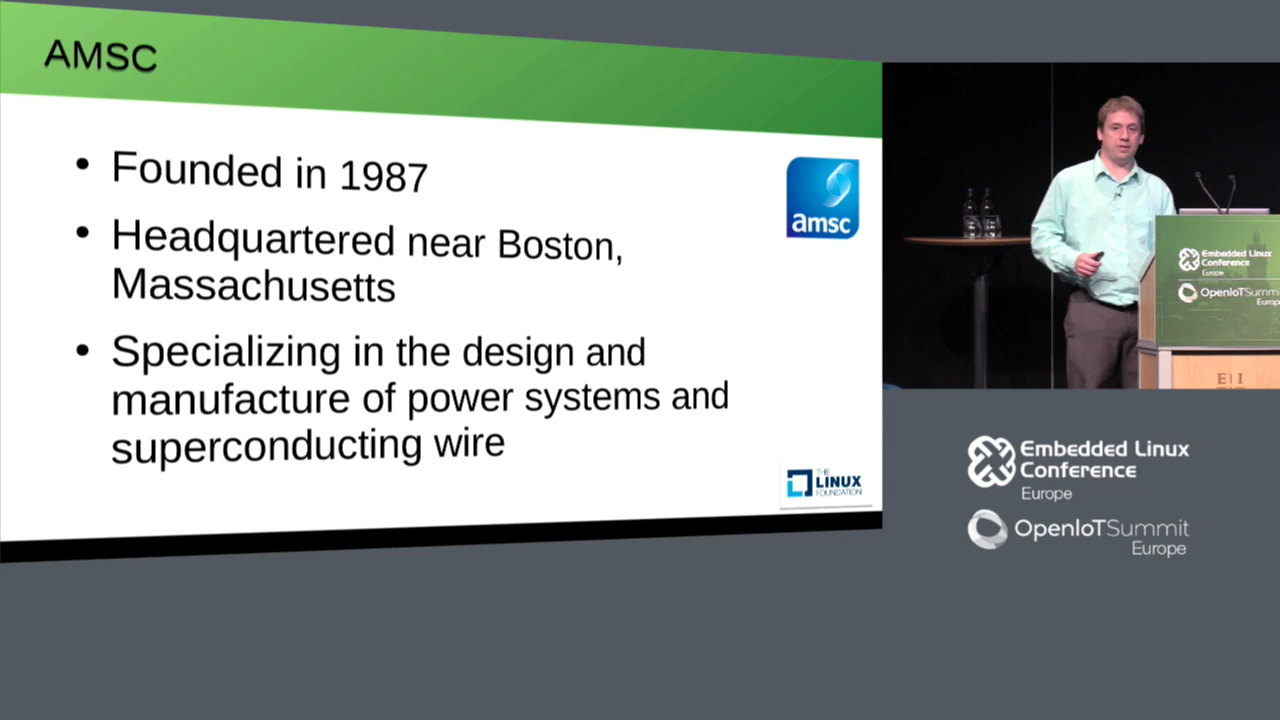 AMSC
• Founded in 1987
• Headquartered near Boston,
Massachusetts
• Specializing in the design and
manufacture of power systems and
superconducting wire
amsc
THE
LINUX
FOUNDATION
Embedded Linux
Conference
Europe
OpenIoTSummit
Europe
E|I
Embedded Linux
Conference
Europe
OpenIoTSummit
Europe